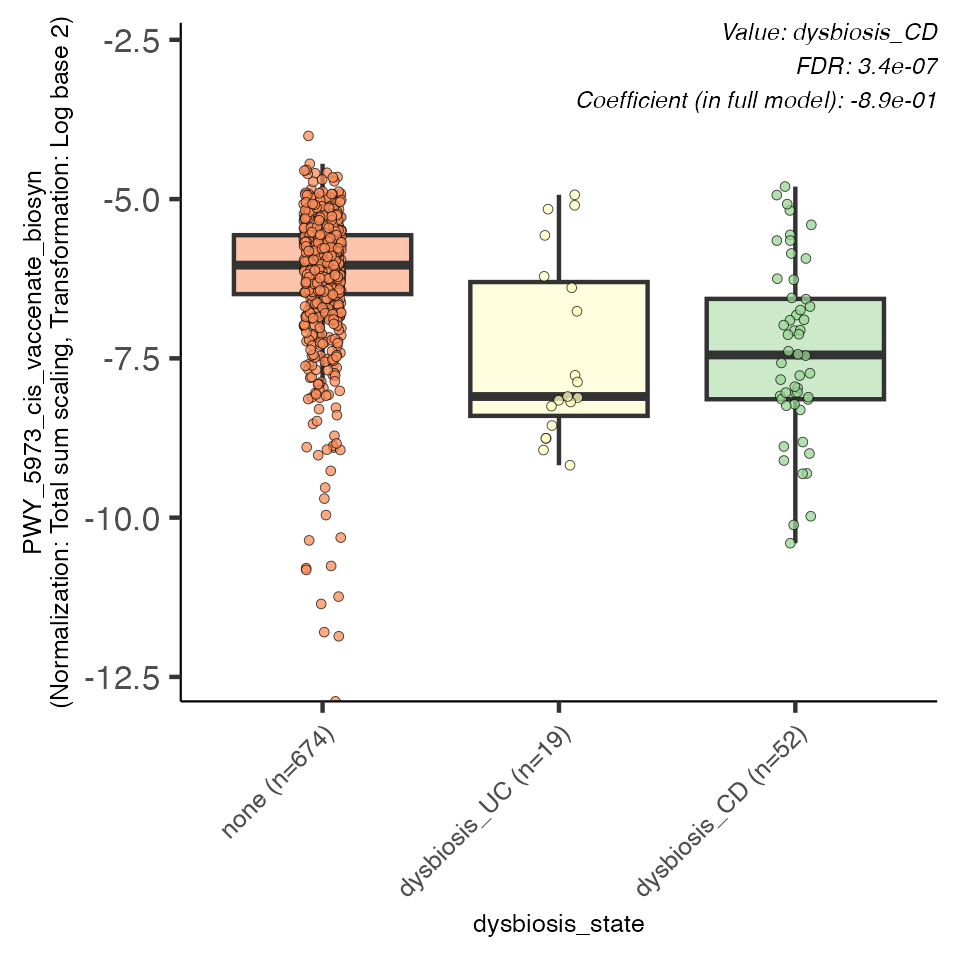 Value: dysbiosis_CD
FDR: 3.4e-07
Coefficient (in full model): -8.9e-01
PWY_5973_cis_vaccenate_biosyn
(Normalization: Total sum scaling, Transformation: Log base 2)
-2.5
-5.0
-7.5
-10.0
-12.5
none (n=674)
dysbiosis_UC (n=19)
dysbiosis_CD (n=52)
dysbiosis_state